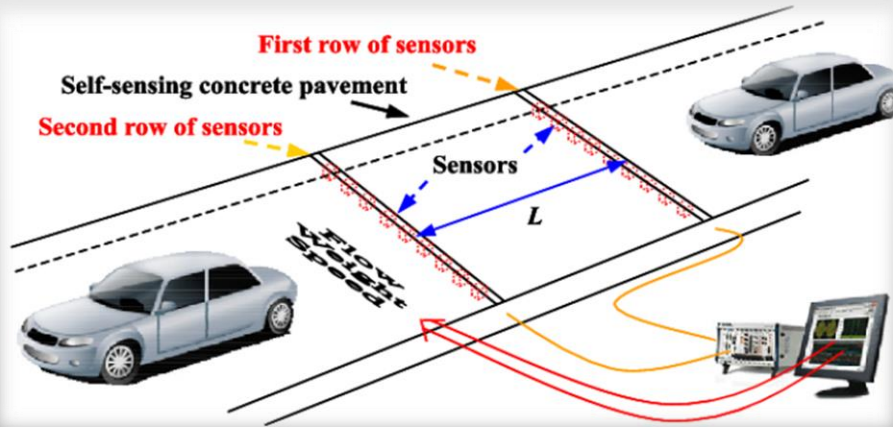 First row of sensors
Self-sensing concrete pavement
Second row of sensors
Sensors
L
Flow
Weight
Speed